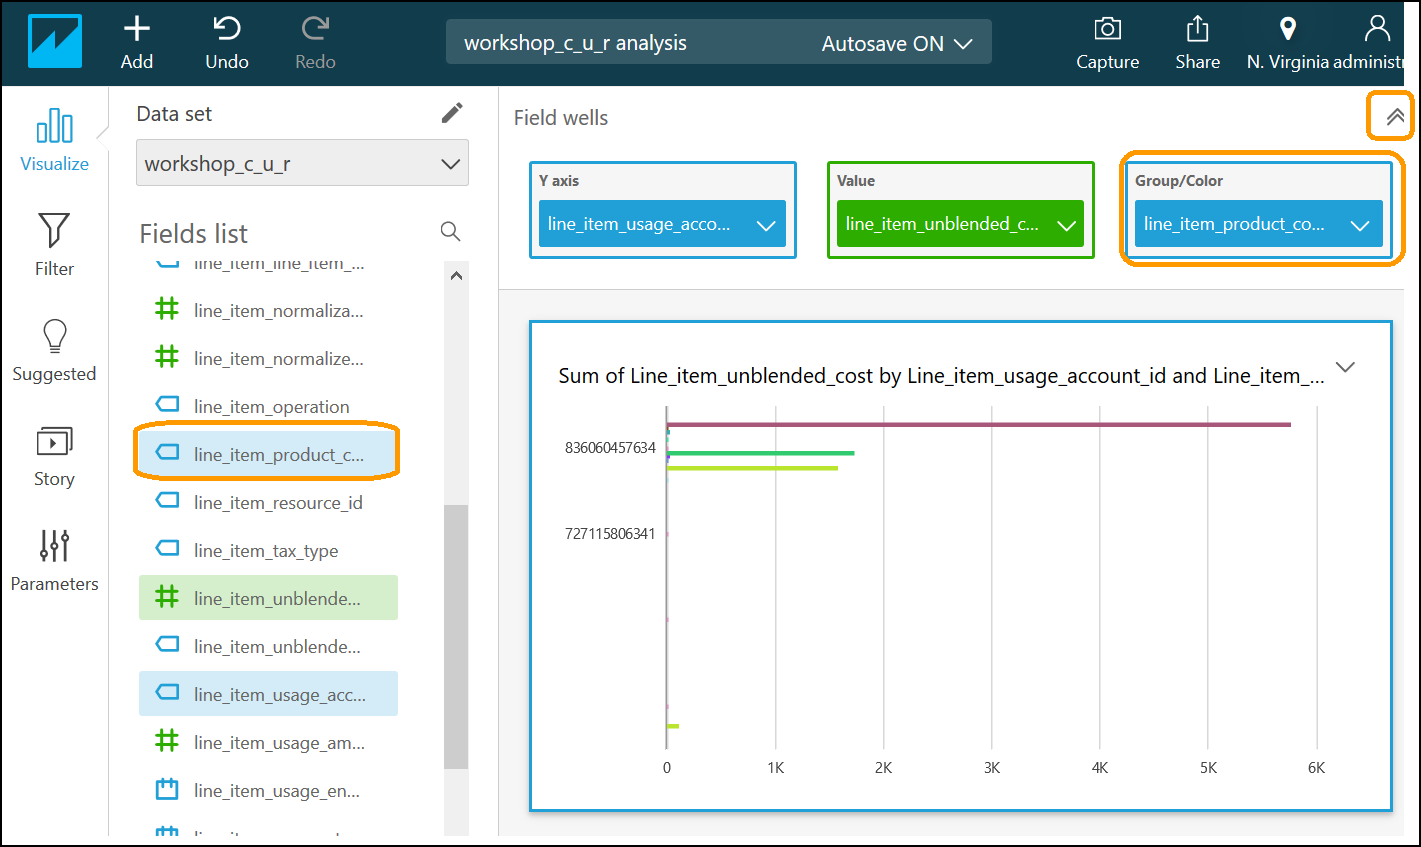 Add
Undo
Redo
workshop_c_u_r analysis
Autosave ON
Capture
Share
N. Virginia
administr
Visualize
Filter
Suggested
Story
Parameters
Data set
workshop_c_u_r
Fields list
line_item_line_item_...
line_item_normaliza...
line_item_normalize...
line_item_operation
line_item_product_c...
line_item_resource_id
line_item_tax_type
line_item_unblende...
line_item_unblende...
line_item_usage_acc...
line_item_usage_am...
line_item_usage_en...
Field wells
Y axis
line_item_usage_acco...
Value
line_item_unblended_c...
Group/Color
line_item_product_co...
Sum of Line_item_unblended_cost by Line_item_usage_account_id and Line_item_...
836060457634
727115806341
0 1K 2K 3K 4K 5K 6K